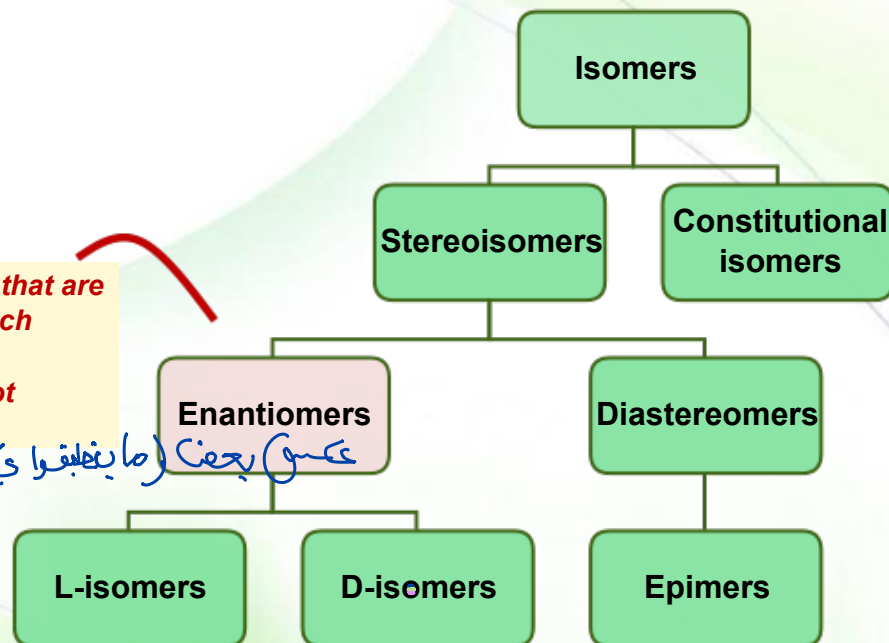 Isomers
Stereoisomers
Constitutional
isomers
that are
ch
ot
Enantiomers
Diastereomers
عكس بعض (ما ينطبقوا
L-isomers
D-isomers
Epimers